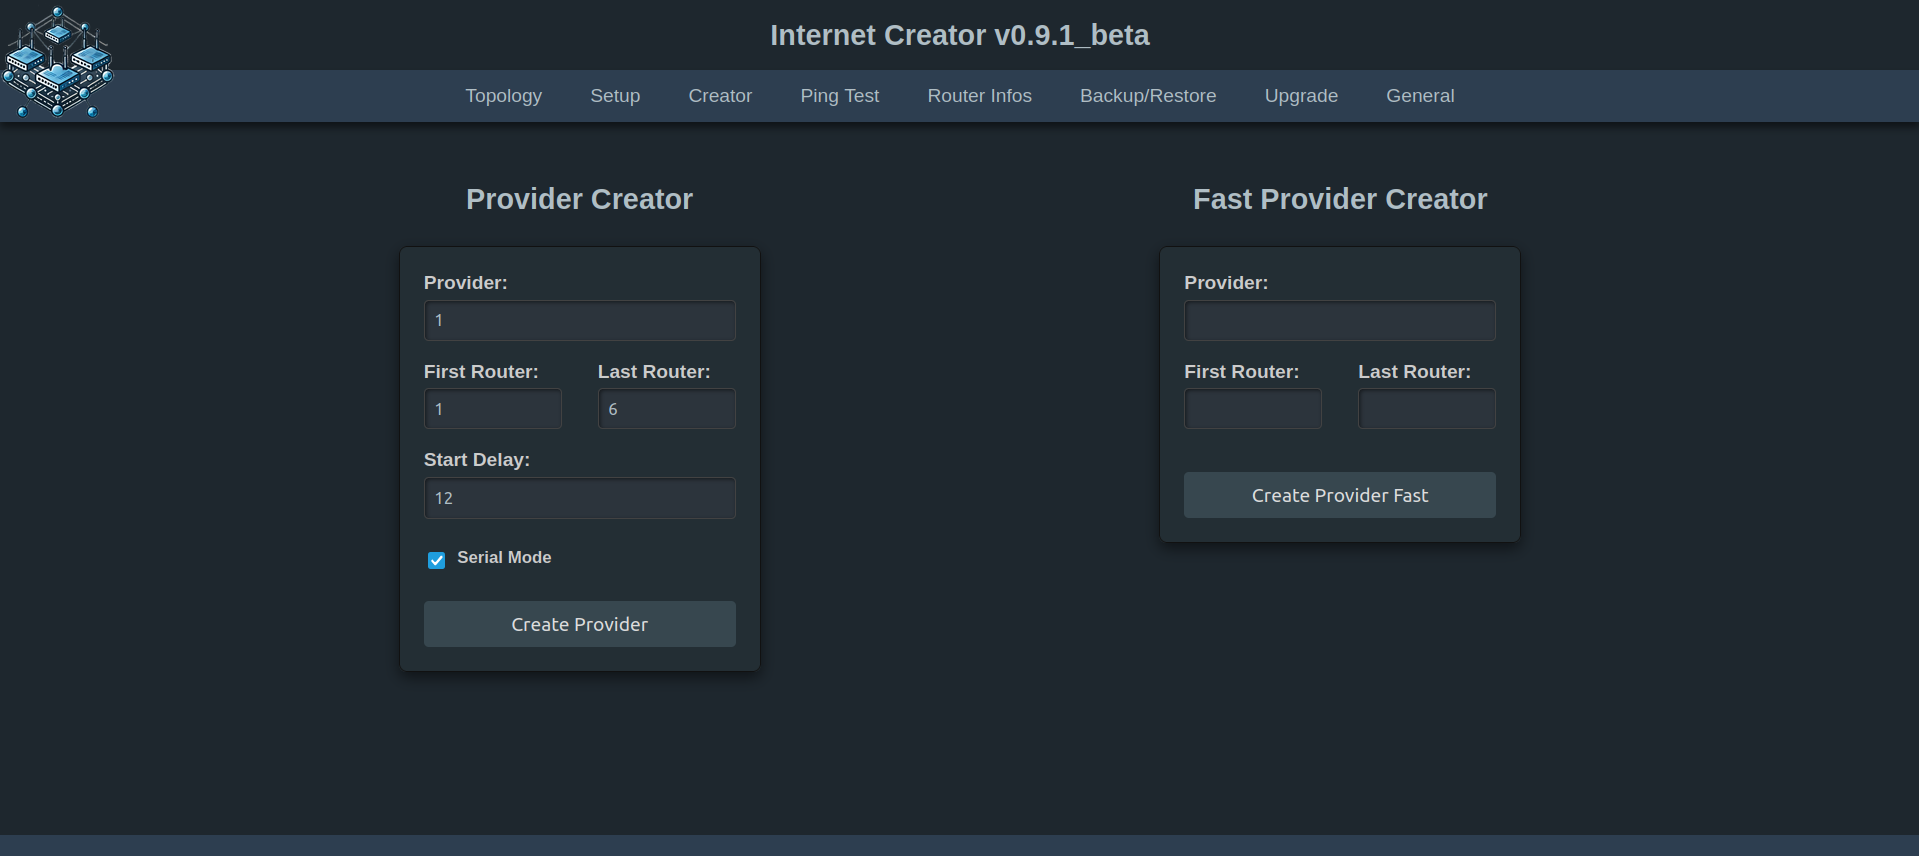 Internet Creator v0.9.1_beta
Topology Setup Creator Ping Test Router Infos Backup/Restore Upgrade General
Provider Creator
Provider:
1
First Router: Last Router:
1 6
Start Delay:
12
Serial Mode
Create Provider
Fast Provider Creator
Provider:
First Router: Last Router:
Create Provider Fast